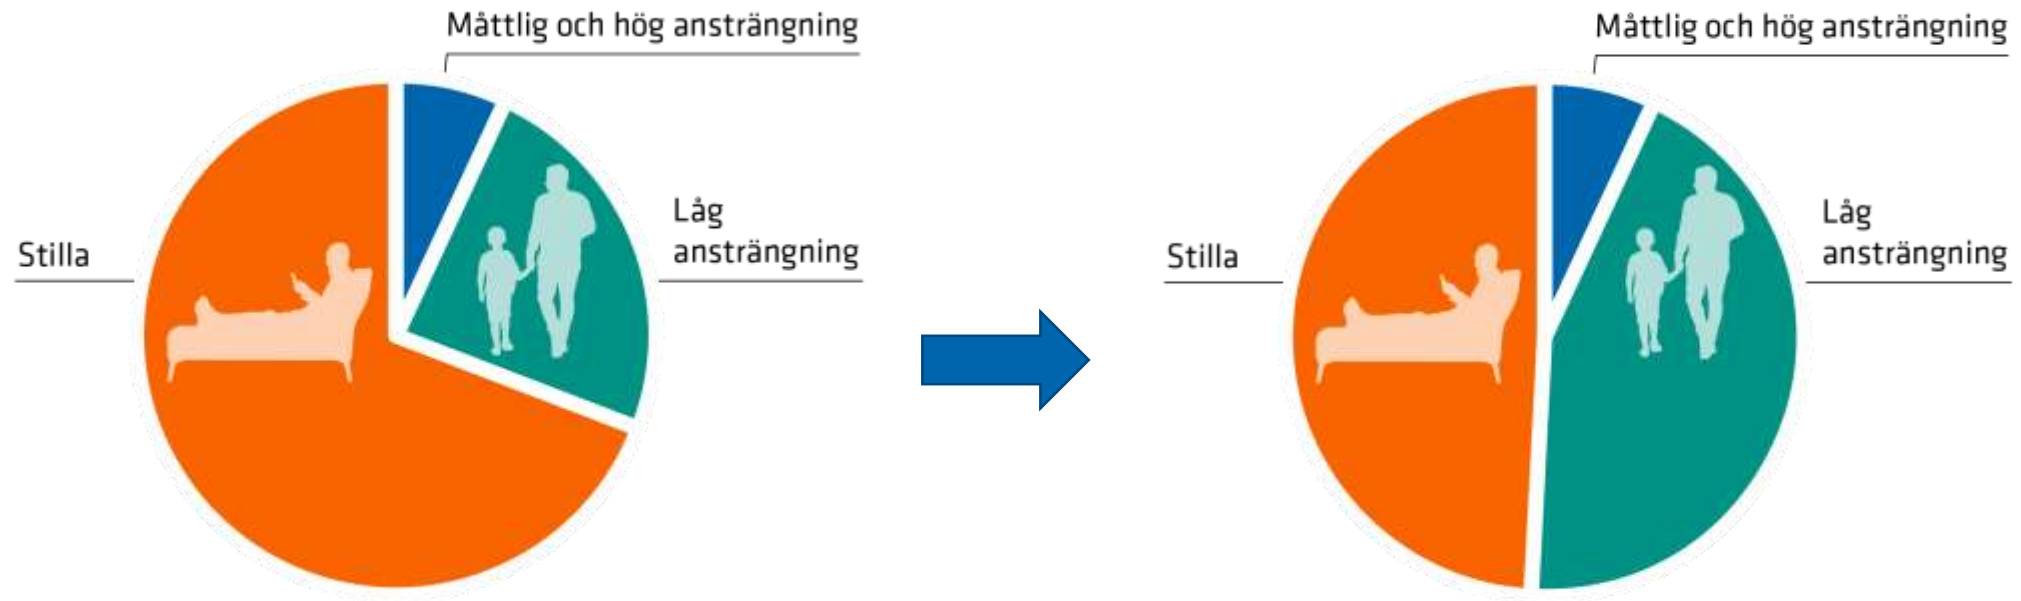 Måttlig och hög ansträngning
Låg
ansträngning
Stilla
Måttlig och hög ansträngning
Låg
ansträngning
Stilla